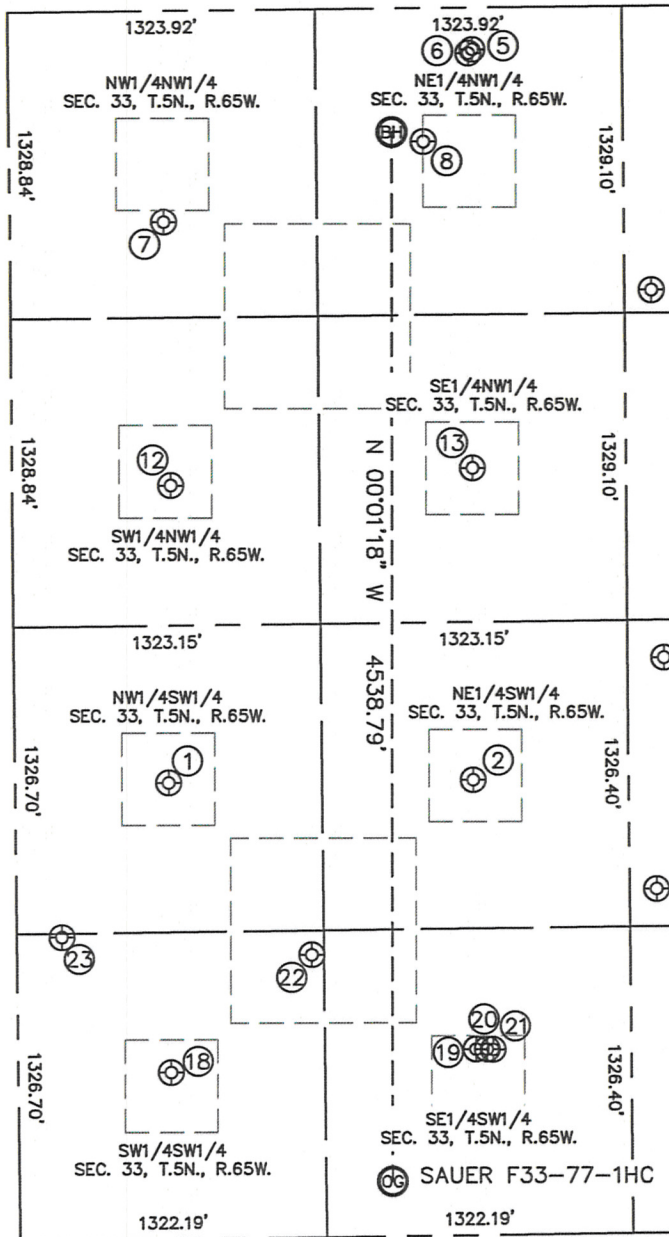 1323.92'
1323.92'
6
5
NW1/4NW1/4
SEC. 33, T.5N., R.65W.
NE1/4NW1/4
SEC. 33, T.5N., R.65W.
BH
8
1328.84'
1329.10'
7
SE1/4NW1/4
SEC. 33, T.5N., R.65W.
12
13
1328.84'
1329.10'
N 00°01'18" W 4538.79'
SW1/4NW1/4
SEC. 33, T.5N., R.65W.
1323.15'
1323.15'
NW1/4SW1/4
SEC. 33, T.5N., R.65W.
NE1/4SW1/4
SEC. 33, T.5N., R.65W.
1
2
1326.70'
1326.40'
23
22
20
21
19
18
1326.70'
1326.40'
SW1/4SW1/4
SEC. 33, T.5N., R.65W.
SE1/4SW1/4
SEC. 33, T.5N., R.65W.
OG SAUER F33-77-1HC
1322.19'
1322.19'